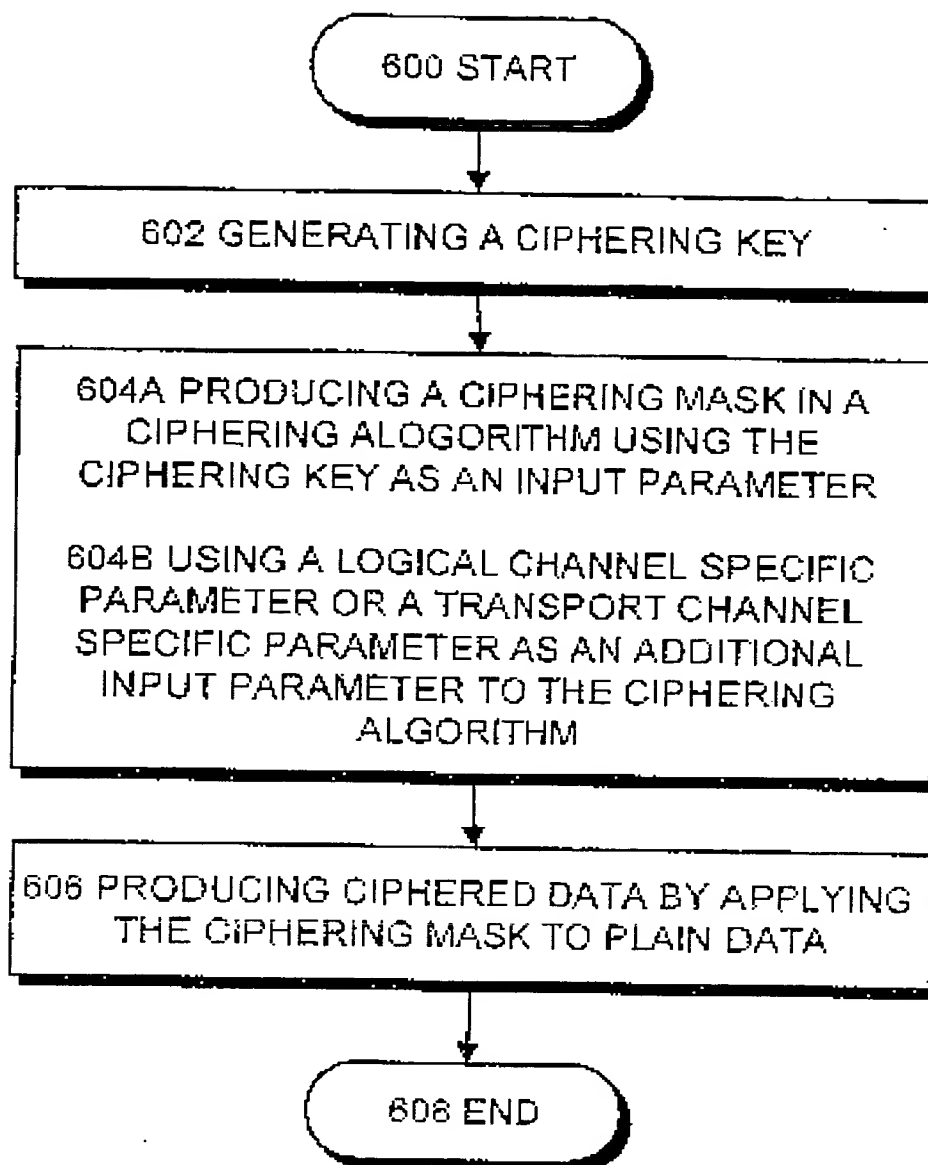 600 START
602 GENERATING A CIPHERING KEY
604A PRODUCING A CIPHERING MASK IN A
CIPHERING ALOGORITHM USING THE
CIPHERING KEY AS AN INPUT PARAMETER
604B USING A LOGICAL CHANNEL SPECIFIC
PARAMETER OR A TRANSPORT CHANNEL
SPECIFIC PARAMETER AS AN ADDITIONAL
INPUT PARAMETER TO THE CIPHERING
ALGORITHM
606 PRODUCING CIPHERED DATA BY APPLYING
THE CIPHERING MASK TO PLAIN DATA
608 END